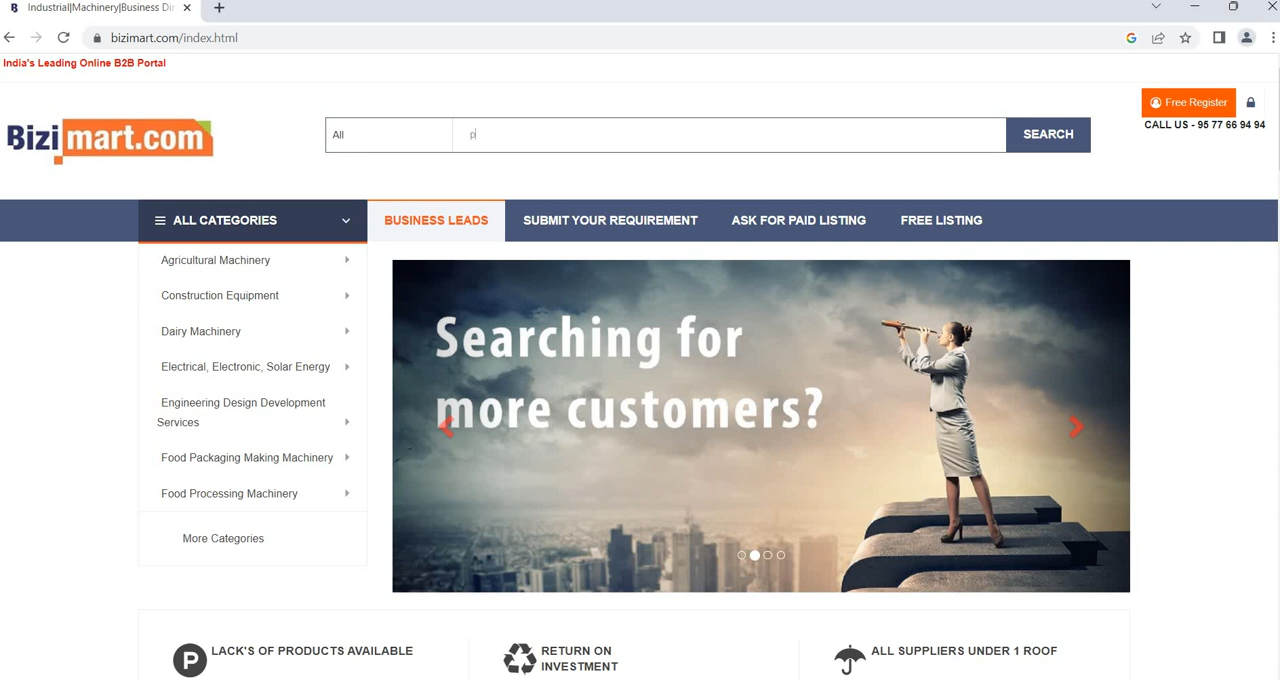 Industrial|Machinery|Business Dir
bizimart.com/index.html
India's Leading Online B2B Portal
Free Register
CALL US - 95 77 66 94 94
Bizimart.com
All
p
SEARCH
ALL CATEGORIES
BUSINESS LEADS
SUBMIT YOUR REQUIREMENT
ASK FOR PAID LISTING
FREE LISTING
Agricultural Machinery
Construction Equipment
Dairy Machinery
Electrical, Electronic, Solar Energy
Engineering Design Development
Services
Food Packaging Making Machinery
Food Processing Machinery
More Categories
Searching for
more customers?
P
LACK'S OF PRODUCTS AVAILABLE
RETURN ON
INVESTMENT
ALL SUPPLIERS UNDER 1 ROOF